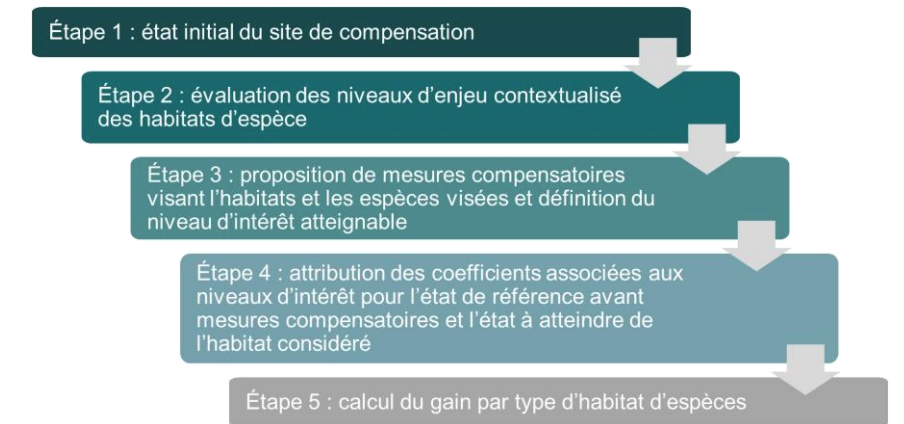 Étape 1 : état initial du site de compensation
Étape 2 : évaluation des niveaux d'enjeu contextualisé
des habitats d'espèce
Étape 3 : proposition de mesures compensatoires
visant l'habitats et les espèces visées et définition du
niveau d'intérêt atteignable
Étape 4 : attribution des coefficients associées aux
niveaux d'intérêt pour l'état de référence avant
mesures compensatoires et l'état à atteindre de
l'habitat considéré
Étape 5 : calcul du gain par type d'habitat d'espèces